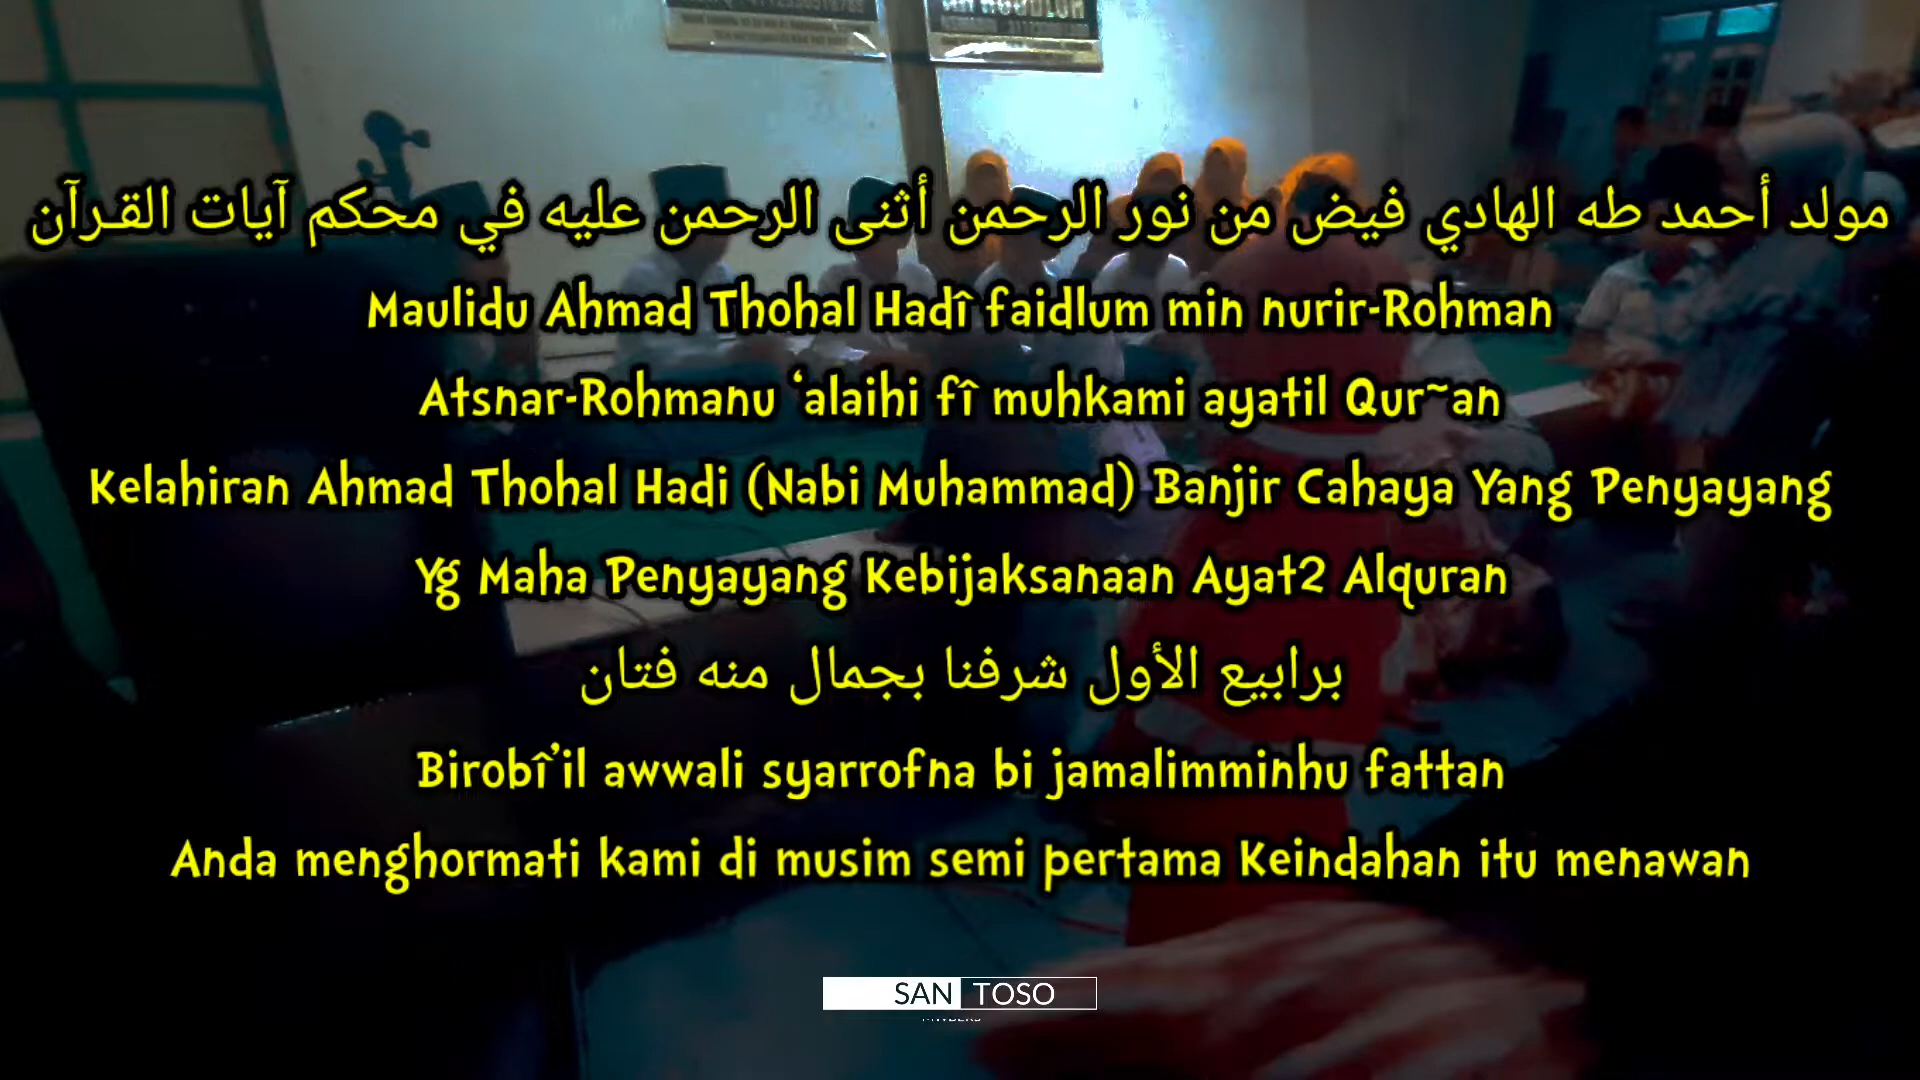 مولد أحمد طه الهادي فيض من نور الرحمن أثنى الرحمن عليه في محكم آيات القـرآن
Maulidu Ahmad Thohal Hadî faidlum min nurir-Rohman
Atsnar-Rohmanu ‘alaihi fî muhkami ayatil Qur~an
Kelahiran Ahmad Thohal Hadi (Nabi Muhammad) Banjir Cahaya Yang Penyayang
Yg Maha Penyayang Kebijaksanaan Ayat2 Alquran
برابيع الأول شرفنا بجمال منه فتان
Birobî’il awwali syarrofna bi jamalimminhu fattan
Anda menghormati kami di musim semi pertama Keindahan itu menawan
SAN TOSO